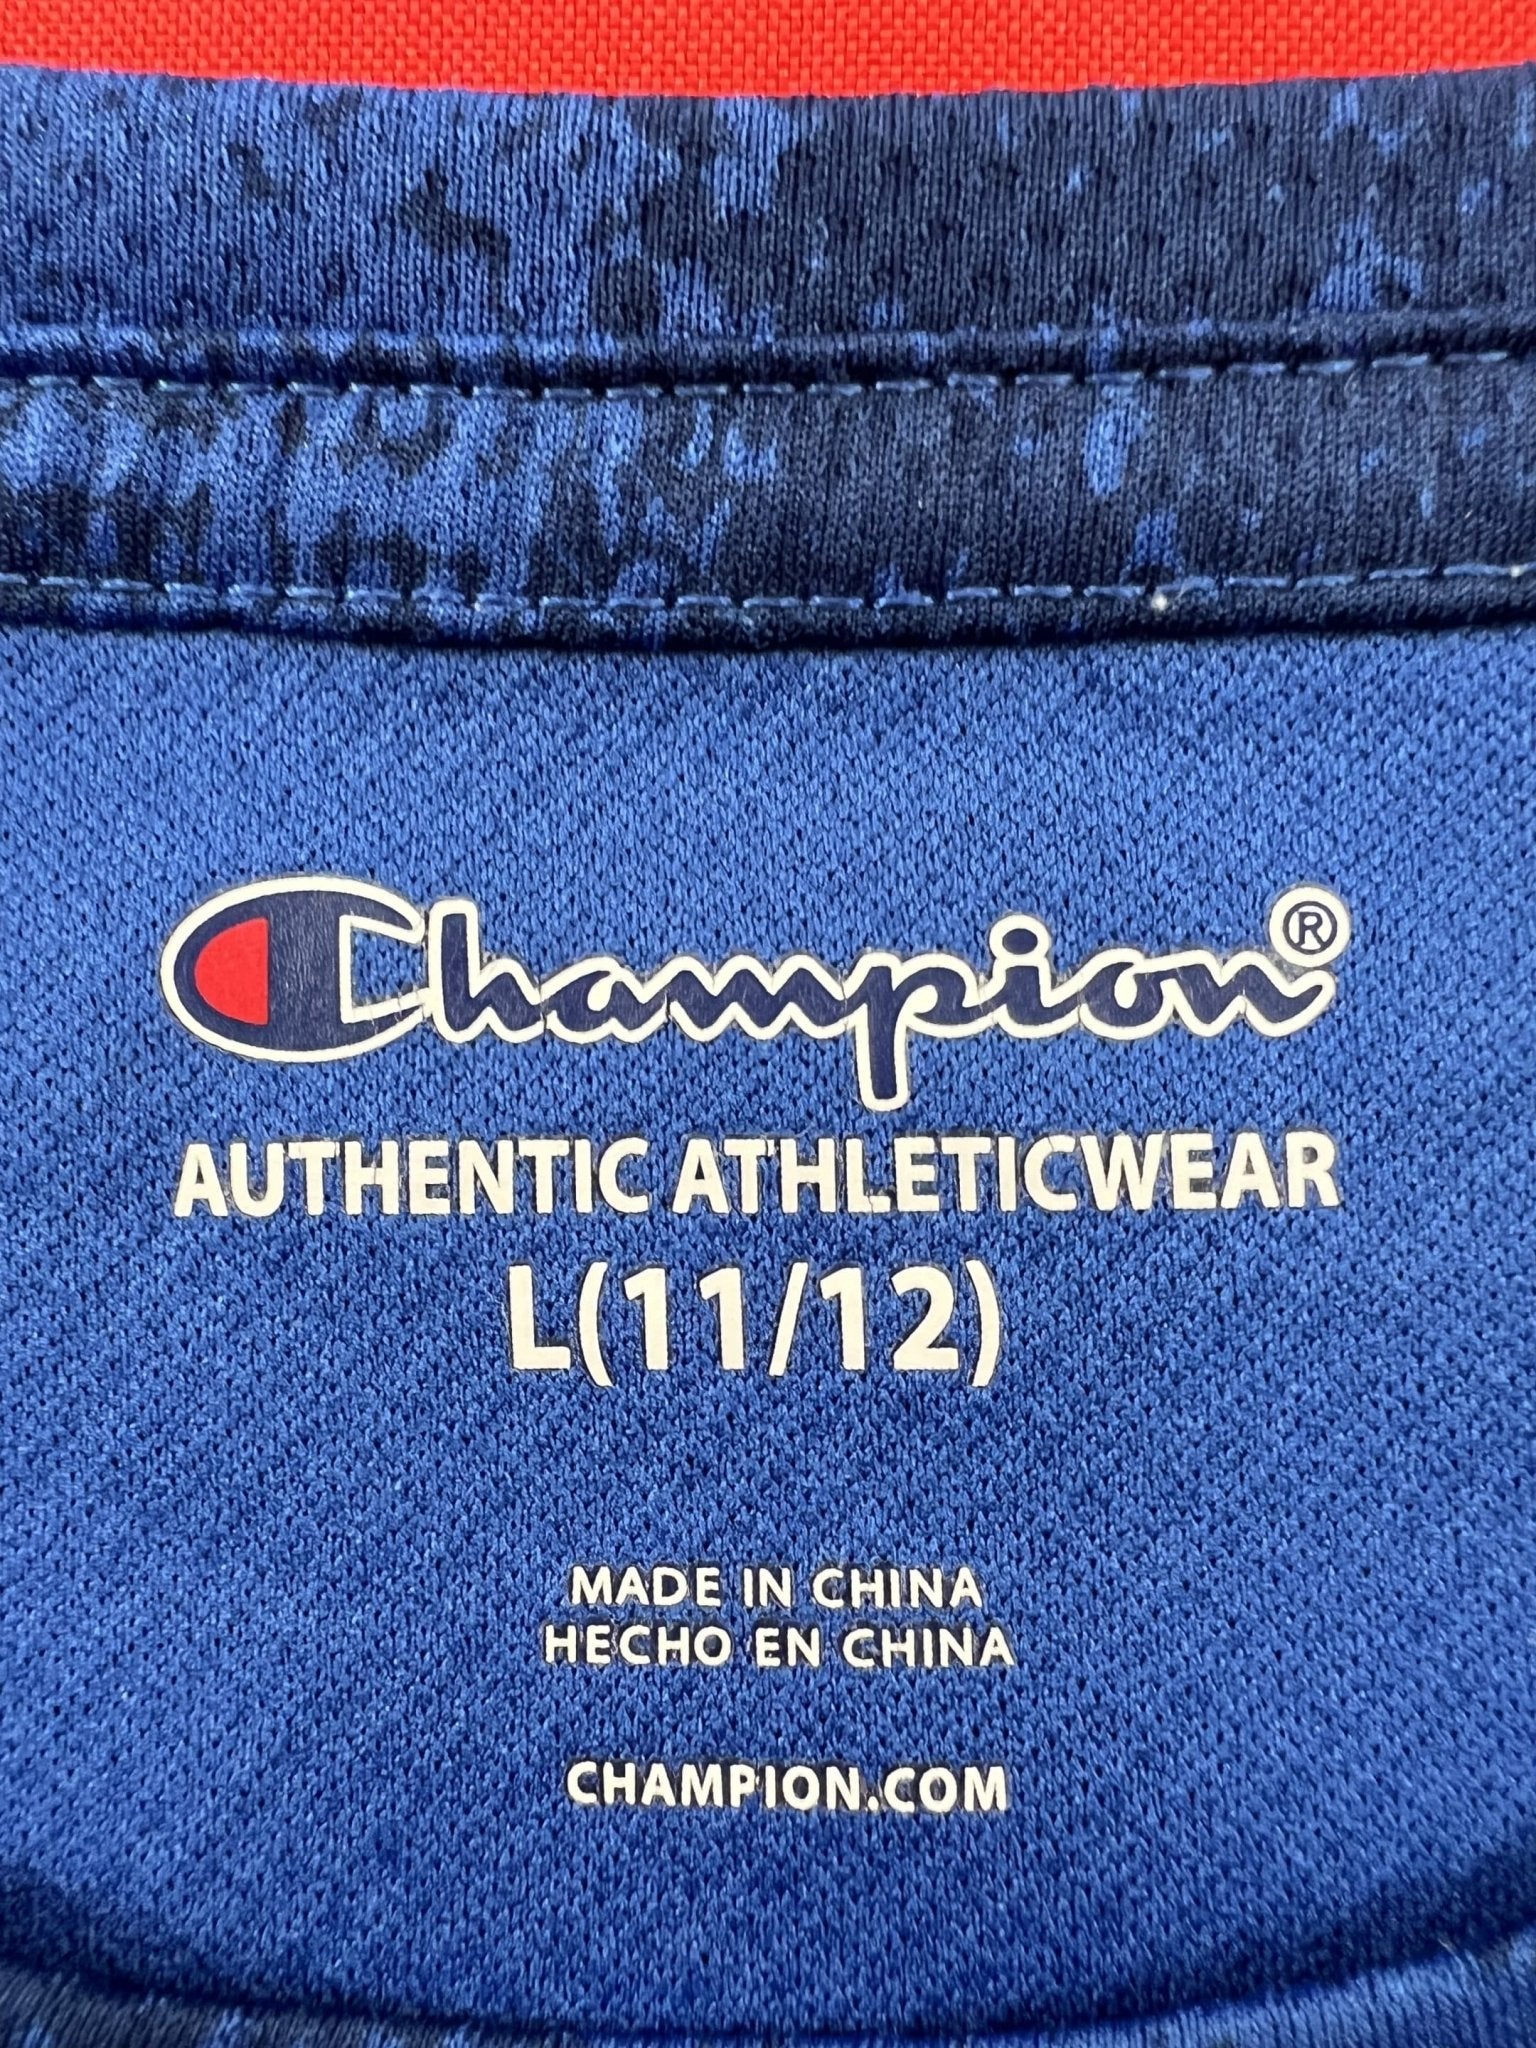 Champion®
AUTHENTIC ATHLETICWEAR
L(11/12)
MADE IN CHINA
HECHO EN CHINA
CHAMPION.COM